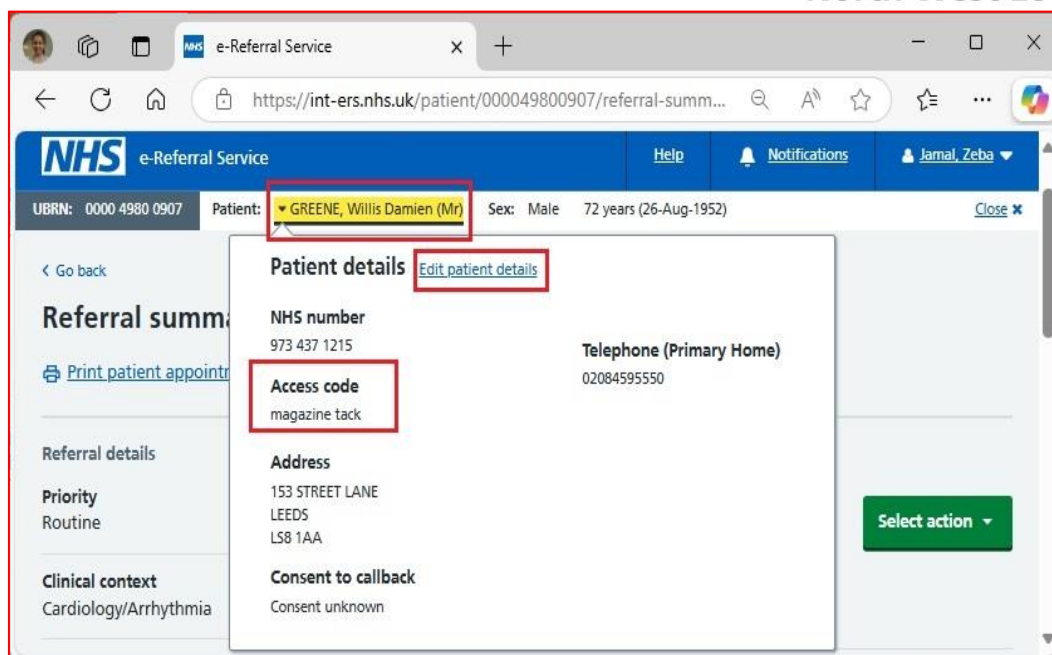 e-Referral Service
https://int-ers.nhs.uk/patient/000049800907/referral-summ...
NHS e-Referral Service Help Notifications Jamal, Zeba
UBRN: 0000 4980 0907 Patient: GREENE, Willis Damien (Mr) Sex: Male 72 years (26-Aug-1952) Close
Go back
Referral summa
Print patient appointr
Referral details
Priority
Routine
Clinical context
Cardiology/Arrhythmia
Patient details Edit patient details
NHS number
973 437 1215
Access code
magazine tack
Address
153 STREET LANE
LEEDS
LS8 1AA
Consent to callback
Consent unknown
Telephone (Primary Home)
02084595550
Select action